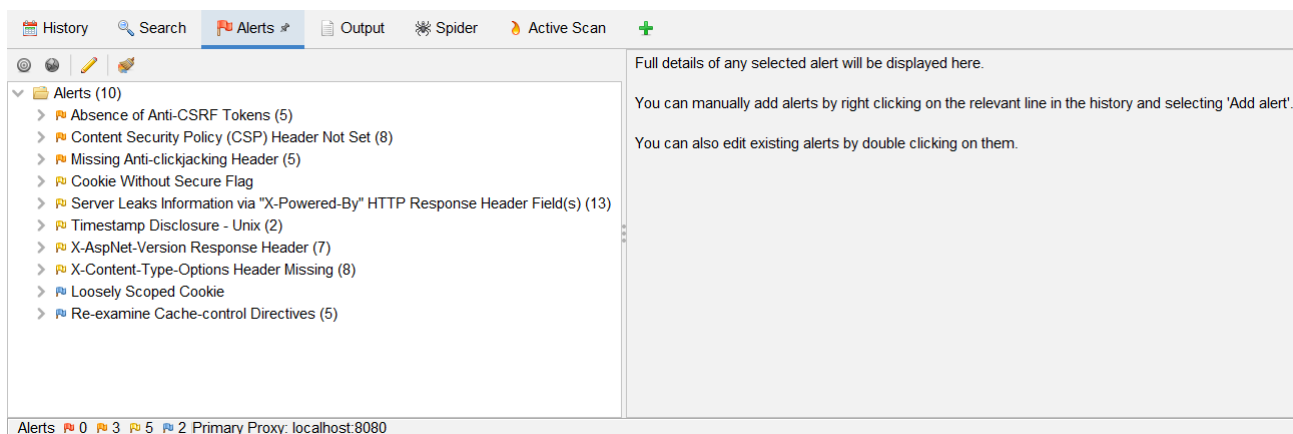 History Search Alerts Output Spider Active Scan
Full details of any selected alert will be displayed here.
You can manually add alerts by right clicking on the relevant line in the history and selecting 'Add alert'.
You can also edit existing alerts by double clicking on them.
Alerts (10)
Absence of Anti-CSRF Tokens (5)
Content Security Policy (CSP) Header Not Set (8)
Missing Anti-clickjacking Header (5)
Cookie Without Secure Flag
Server Leaks Information via "X-Powered-By" HTTP Response Header Field(s) (13)
Timestamp Disclosure - Unix (2)
X-AspNet-Version Response Header (7)
X-Content-Type-Options Header Missing (8)
Loosely Scoped Cookie
Re-examine Cache-control Directives (5)
Alerts 0 3 5 2 Primary Proxy: localhost:8080